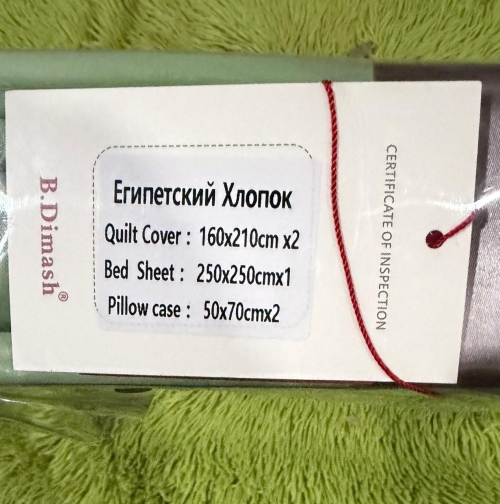 B.Dimash®
Египетский Хлопок
Quilt Cover : 160x210cm x2
Bed Sheet : 250x250cmx1
Pillow case : 50x70cmx2
CERTIFICATE OF INSPECTION